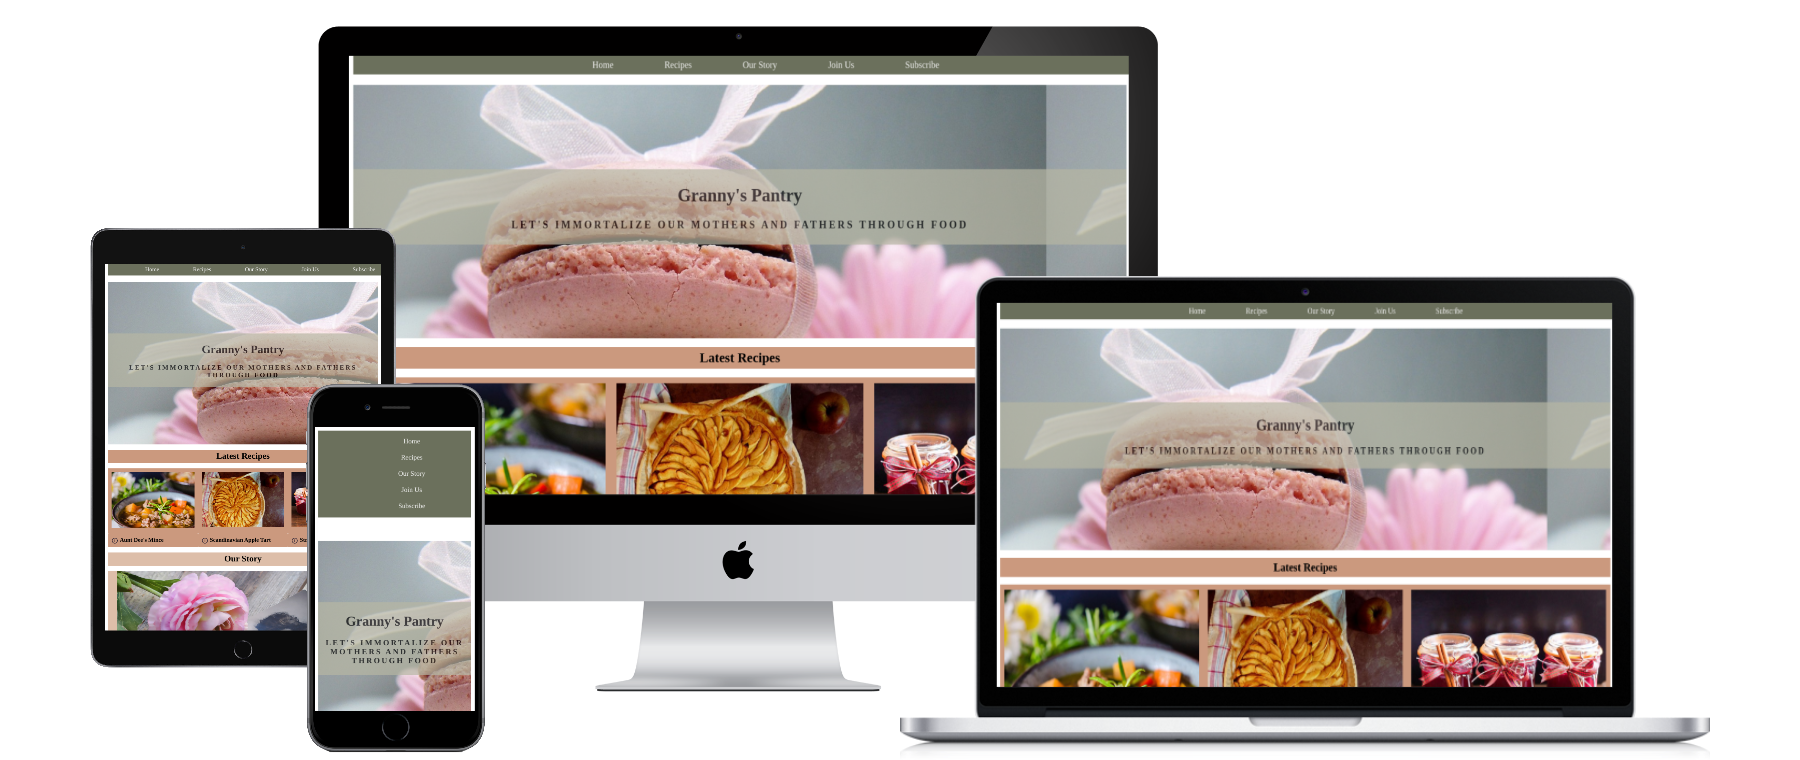 Home Recipes Our Story Join Us Subscribe
Granny's Pantry
LET'S IMMORTALIZE OUR MOTHERS AND FATHERS THROUGH FOOD
Latest Recipes
Home Recipes Our Story Join Us Subscribe
Granny's Pantry
LET'S IMMORTALIZE OUR MOTHERS AND FATHERS
THROUGH FOOD
Latest Recipes
Aunt Dee's Mince Scandinavian Apple Tart
Our Story
Home
Recipes
Our Story
Join Us
Subscribe
Granny's Pantry
LET'S IMMORTALIZE OUR
MOTHERS AND FATHERS
THROUGH FOOD
Home Recipes Our Story Join Us Subscribe
Granny's Pantry
LET'S IMMORTALIZE OUR MOTHERS AND FATHERS THROUGH FOOD
Latest Recipes